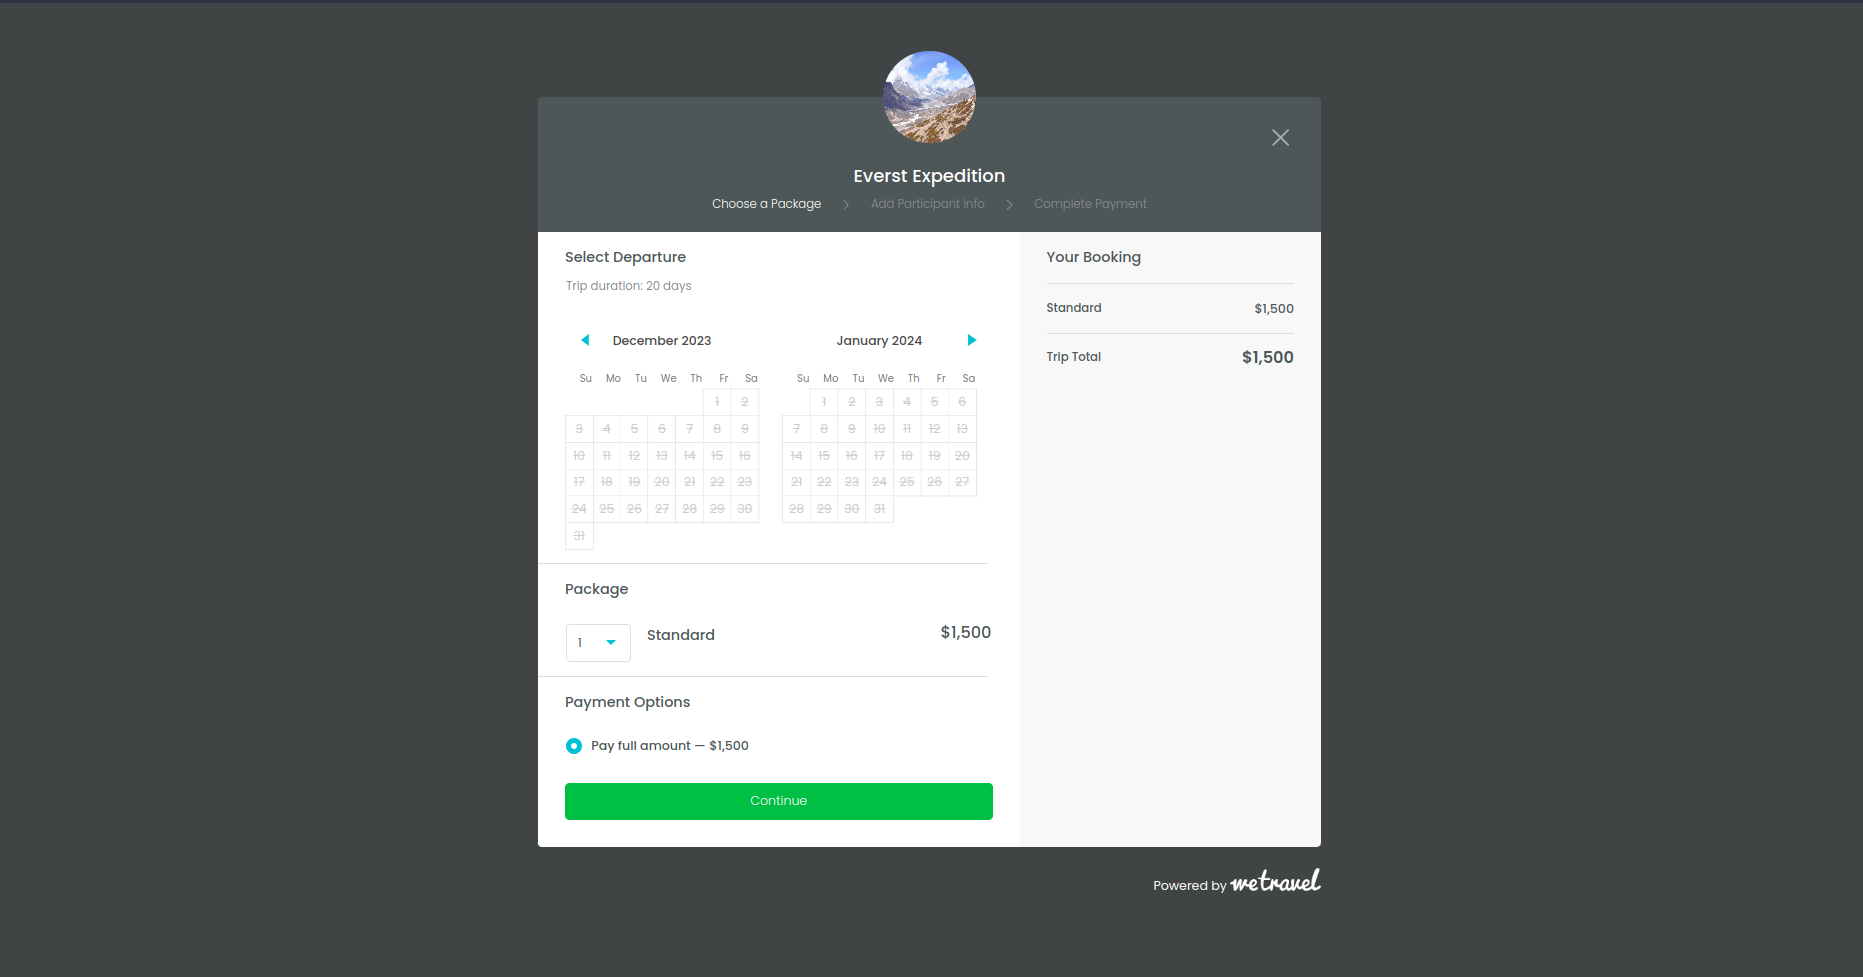 Everst Expedition
Choose a Package
Add Participant Info
Complete Payment
Select Departure
Trip duration: 20 days
December 2023
Su Mo Tu We Th Fr Sa
1 2
3 4 5 6 7 8 9
10 11 12 13 14 15 16
17 18 19 20 21 22 23
24 25 26 27 28 29 30
31
January 2024
Su Mo Tu We Th Fr Sa
1 2 3 4 5 6
7 8 9 10 11 12 13
14 15 16 17 18 19 20
21 22 23 24 25 26 27
28 29 30 31
Package
1 Standard $1,500
Payment Options
Pay full amount — $1,500
Continue
Your Booking
Standard $1,500
Trip Total $1,500
Powered by wetravel